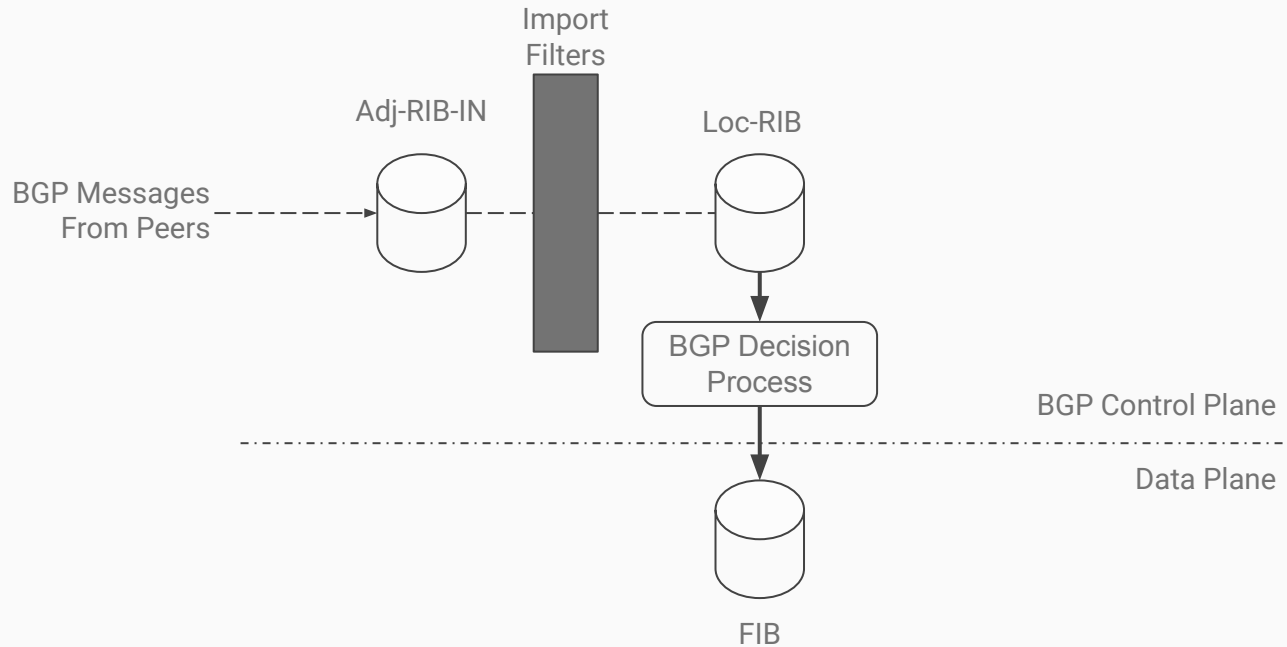 Import
Filters
Adj-RIB-IN
Loc-RIB
BGP Messages
From Peers
BGP Decision
Process
BGP Control Plane
Data Plane
FIB